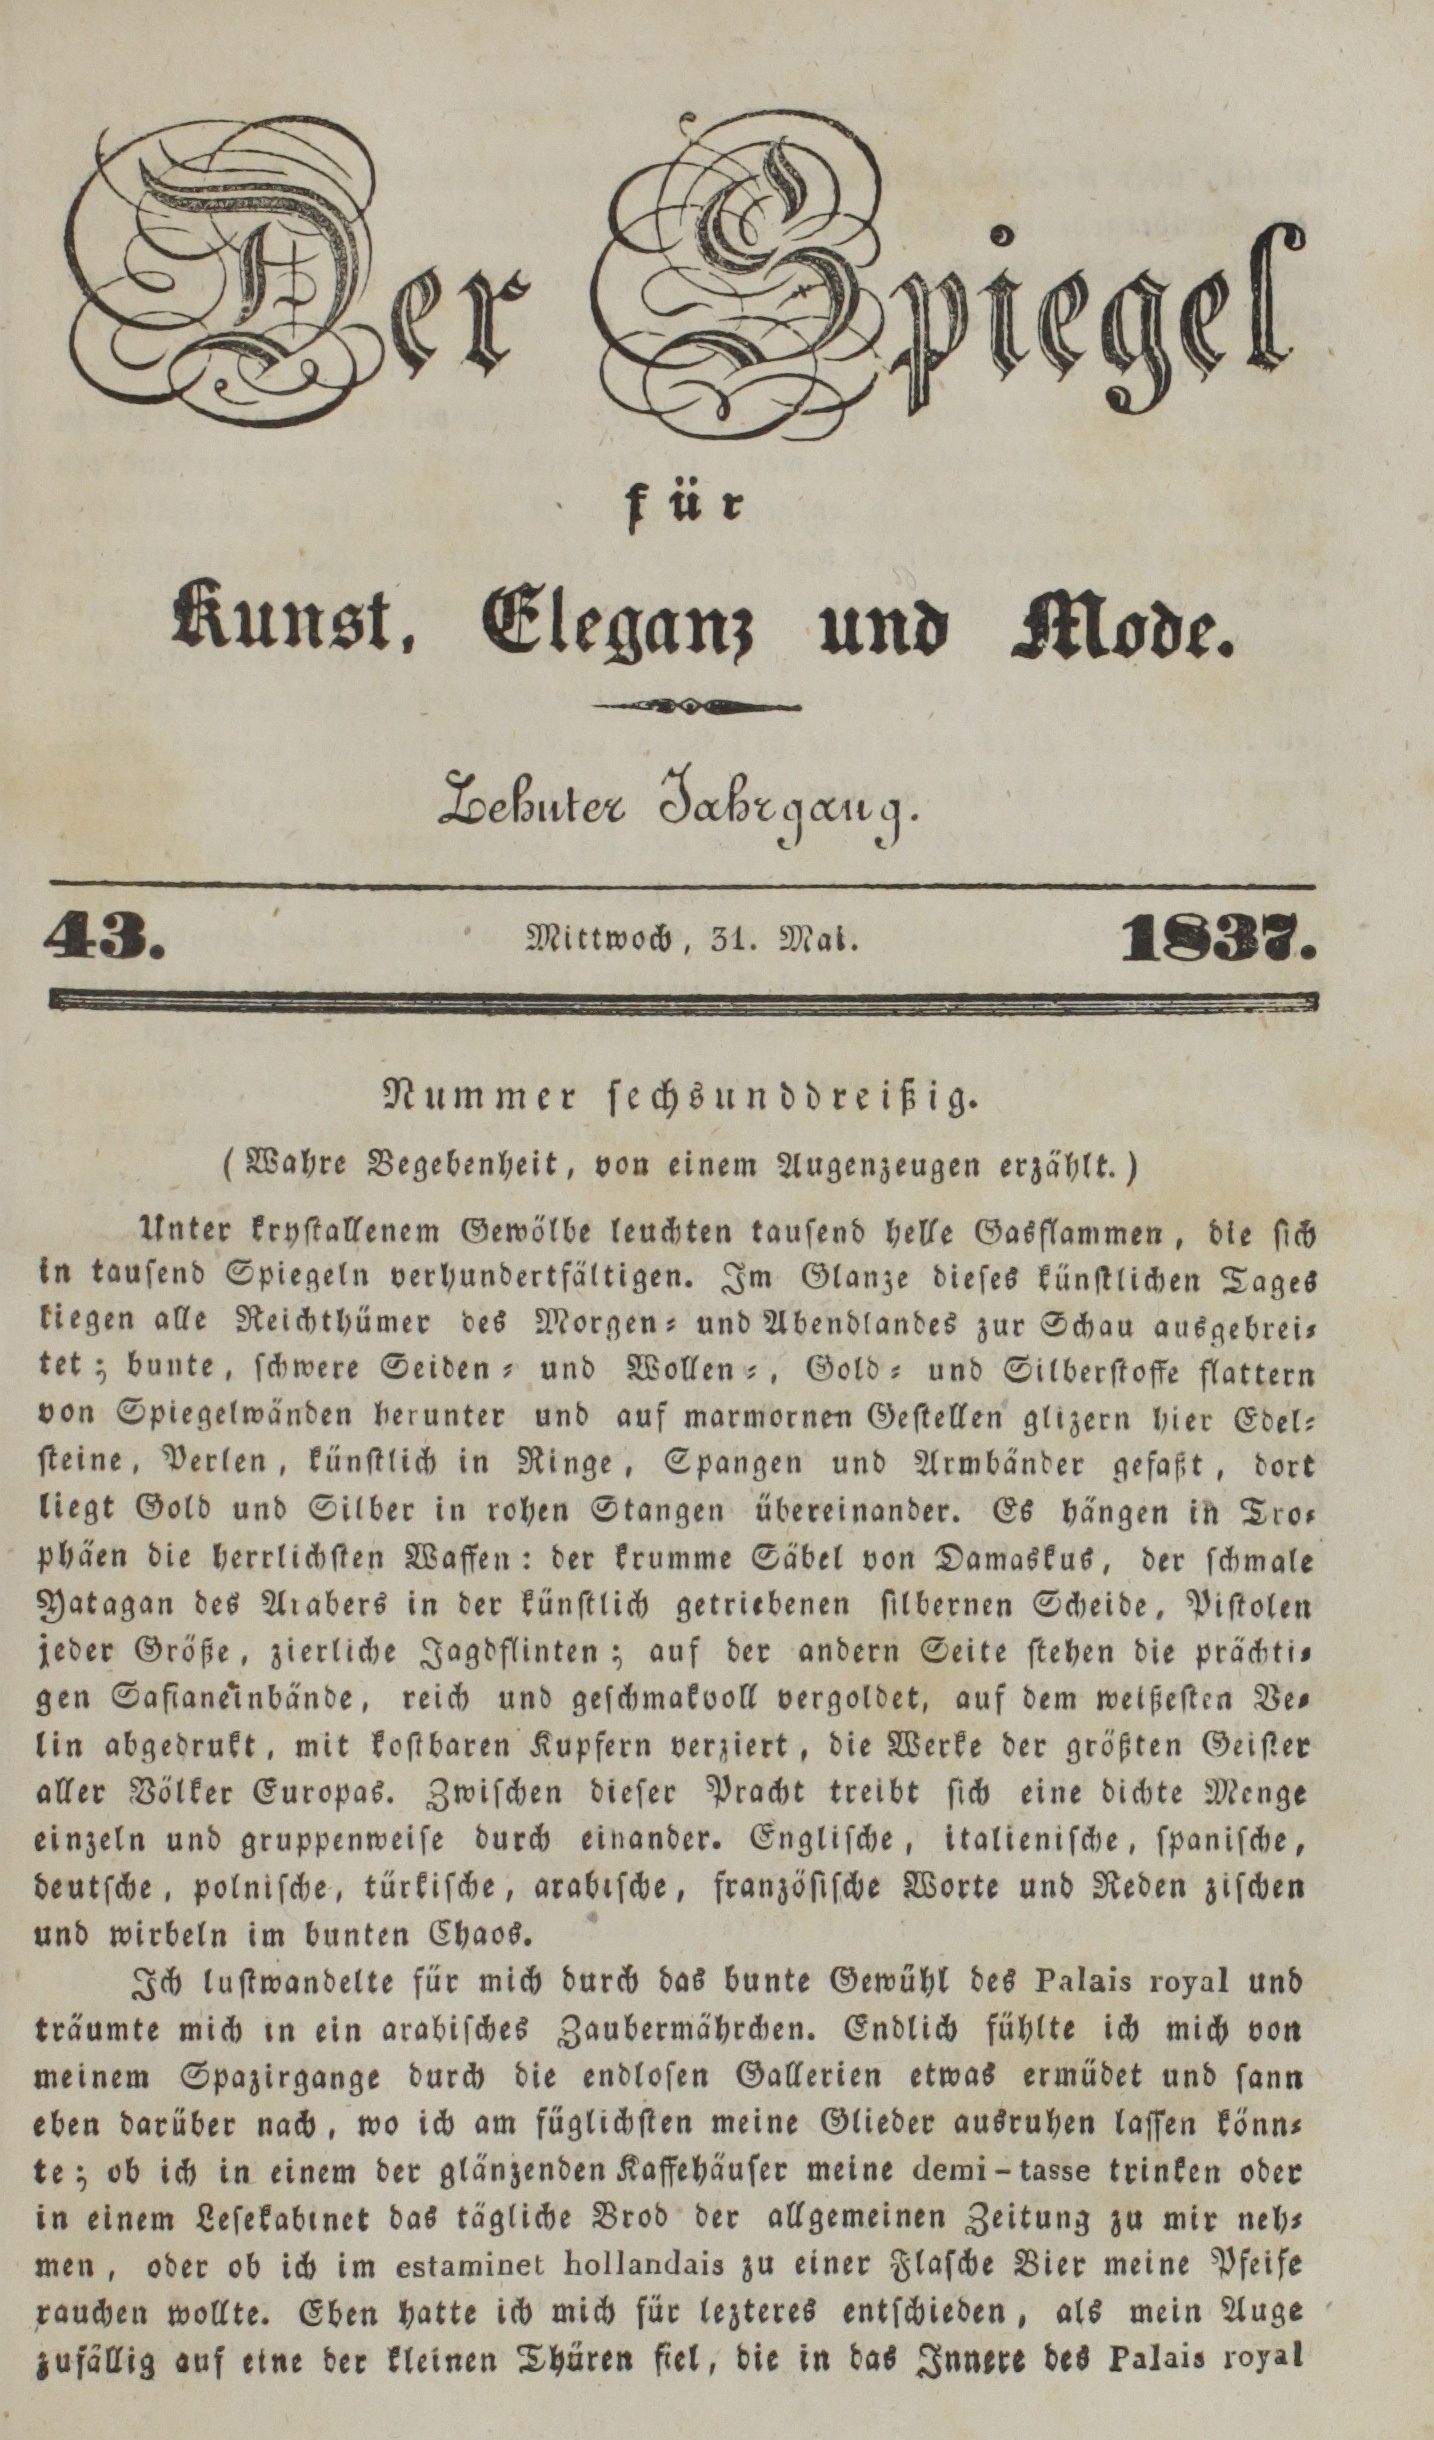 Der Spiegel
für
Kunst, Eleganz und Mode.
Zehnter Jahrgang.
43. Mittwoch, 31. Mai. 1837.
Nummer sechsunddreißig.
(Wahre Begebenheit, von einem Augenzeugen erzählt.)
Unter krystallenem Gewölbe leuchten tausend helle Gasflammen, die sich
in tausend Spiegeln verhundertfältigen. Im Glanze dieses künstlichen Tages
liegen alle Reichthümer des Morgen- und Abendlandes zur Schau ausgebrei-
tet; bunte, schwere Seiden- und Wollen-, Gold- und Silberstoffe flattern
von Spiegelwänden herunter und auf marmornen Gestellen glizern hier Edel-
steine, Perlen, künstlich in Ringe, Spangen und Armbänder gefaßt, dort
liegt Gold und Silber in rohen Stangen übereinander. Es hängen in Tro-
phäen die herrlichsten Waffen: der krumme Säbel von Damaskus, der schmale
Yatagan des Arabers in der künstlich getriebenen silbernen Scheide, Pistolen
jeder Größe, zierliche Jagdflinten; auf der andern Seite stehen die prächti-
gen Safianeinbände, reich und geschmakvoll vergoldet, auf dem weißesten Ve-
lin abgedrukt, mit kostbaren Kupfern verziert, die Werke der größten Geister
aller Völker Europas. Zwischen dieser Pracht treibt sich eine dichte Menge
einzeln und gruppenweise durch einander. Englische, italienische, spanische,
deutsche, polnische, türkische, arabische, französische Worte und Reden zischen
und wirbeln im bunten Chaos.
Ich lustwandelte für mich durch das bunte Gewühl des Palais royal und
träumte mich in ein arabisches Zaubermährchen. Endlich fühlte ich mich von
meinem Spazirgange durch die endlosen Gallerien etwas ermüdet und sann
eben darüber nach, wo ich am füglichsten meine Glieder ausruhen lassen könn-
te; ob ich in einem der glänzenden Kaffehäuser meine demi-tasse trinken oder
in einem Lesekabinet das tägliche Brod der allgemeinen Zeitung zu mir neh-
men, oder ob ich im estaminet hollandais zu einer Flasche Bier meine Pfeife
rauchen wollte. Eben hatte ich mich für lezteres entschieden, als mein Auge
zufällig auf eine der kleinen Thüren fiel, die in das Innere des Palais royal